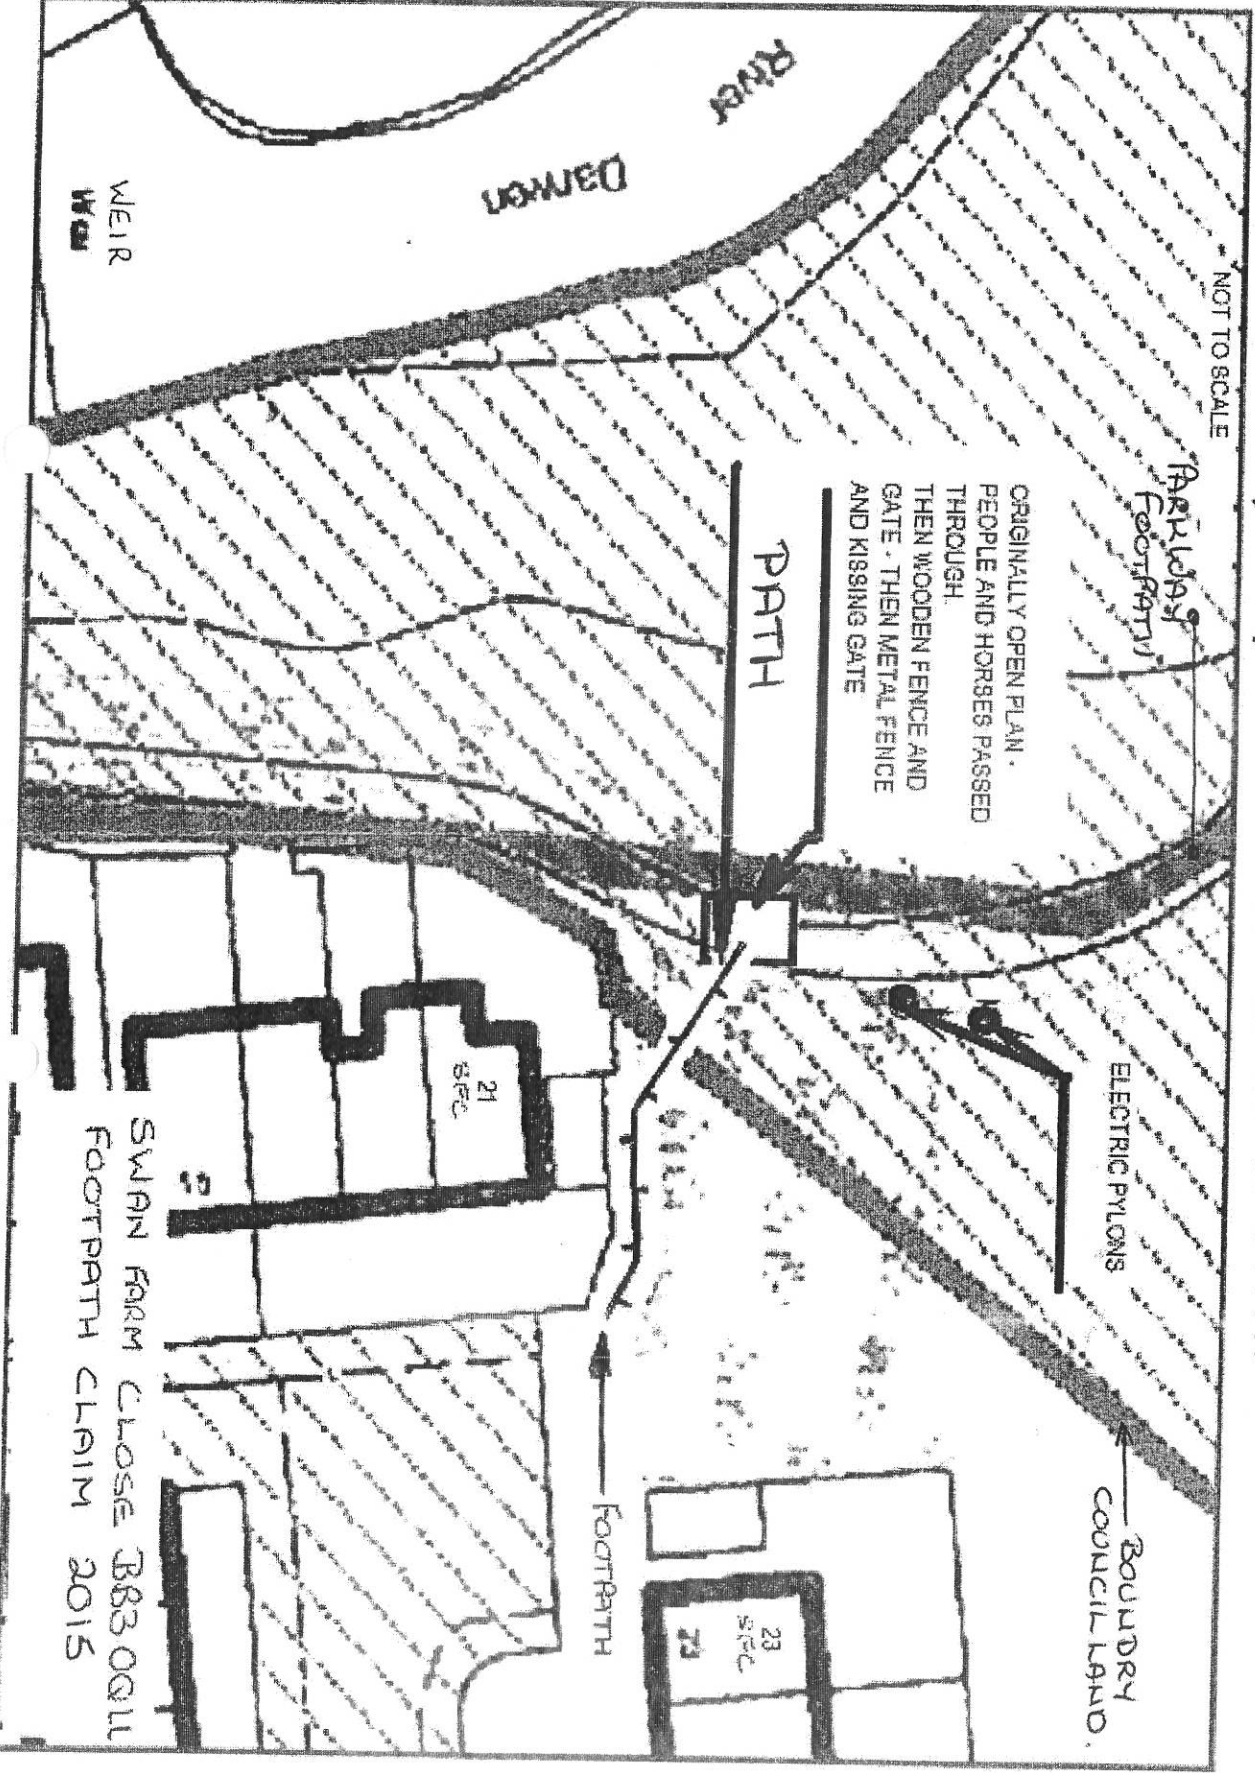 NOT TO SCALE
PARKWAY
FOOTPATH
ORIGINALLY OPEN PLAN -
PEOPLE AND HORSES PASSED
THROUGH.
THEN WOODEN FENCE AND
GATE - THEN METAL FENCE
AND KISSING GATE
PATH
River
Darwen
WEIR
ELECTRIC PYLONS
BOUNDRY
COUNCIL LAND.
FOOTPATH
21
SFC
23
SFC
SWAN FARM CLOSE BB3 0QU
FOOTPATH CLAIM 2015